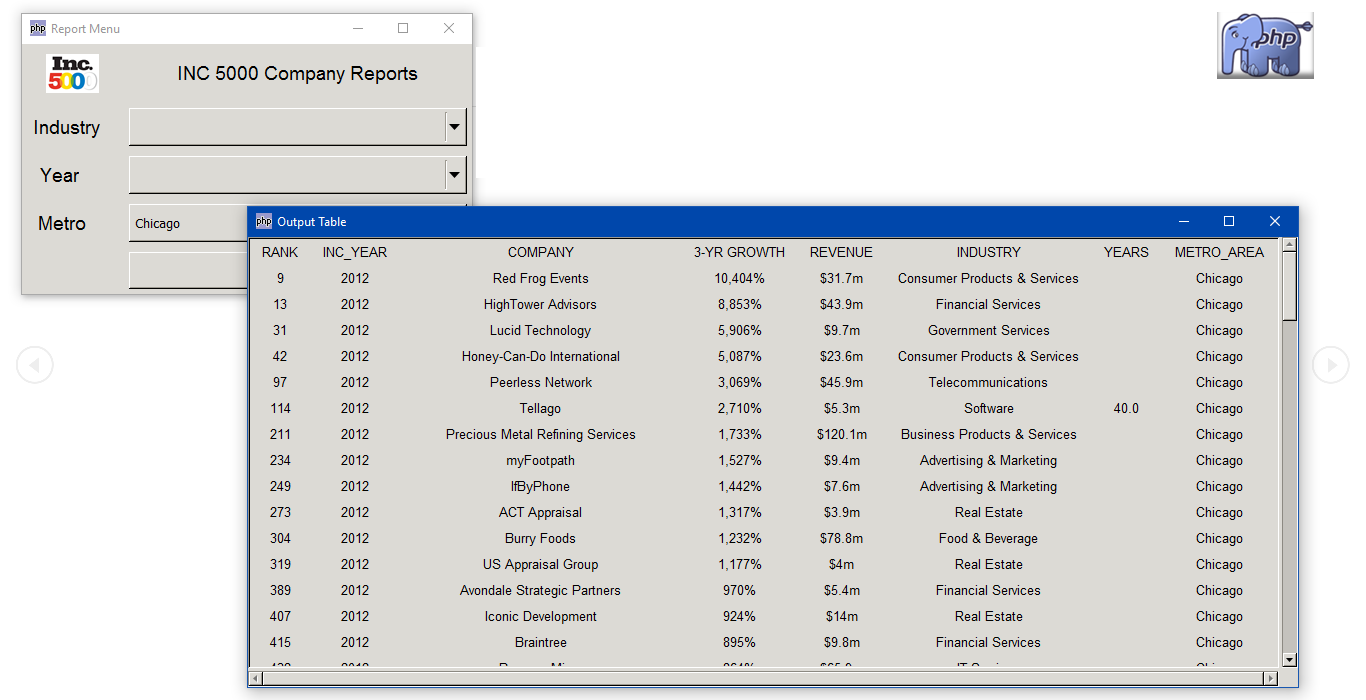 php Report Menu
Inc.
5000
INC 5000 Company Reports
Industry
Year
Metro
Chicago
php
php Output Table
RANK INC_YEAR COMPANY 3-YR GROWTH REVENUE INDUSTRY YEARS METRO_AREA
9 2012 Red Frog Events 10,404% $31.7m Consumer Products & Services Chicago
13 2012 HighTower Advisors 8,853% $43.9m Financial Services Chicago
31 2012 Lucid Technology 5,906% $9.7m Government Services Chicago
42 2012 Honey-Can-Do International 5,087% $23.6m Consumer Products & Services Chicago
97 2012 Peerless Network 3,069% $45.9m Telecommunications Chicago
114 2012 Tellago 2,710% $5.3m Software 40.0 Chicago
211 2012 Precious Metal Refining Services 1,733% $120.1m Business Products & Services Chicago
234 2012 myFootpath 1,527% $9.4m Advertising & Marketing Chicago
249 2012 IfByPhone 1,442% $7.6m Advertising & Marketing Chicago
273 2012 ACT Appraisal 1,317% $3.9m Real Estate Chicago
304 2012 Burry Foods 1,232% $78.8m Food & Beverage Chicago
319 2012 US Appraisal Group 1,177% $4m Real Estate Chicago
389 2012 Avondale Strategic Partners 970% $5.4m Financial Services Chicago
407 2012 Iconic Development 924% $14m Real Estate Chicago
415 2012 Braintree 895% $9.8m Financial Services Chicago